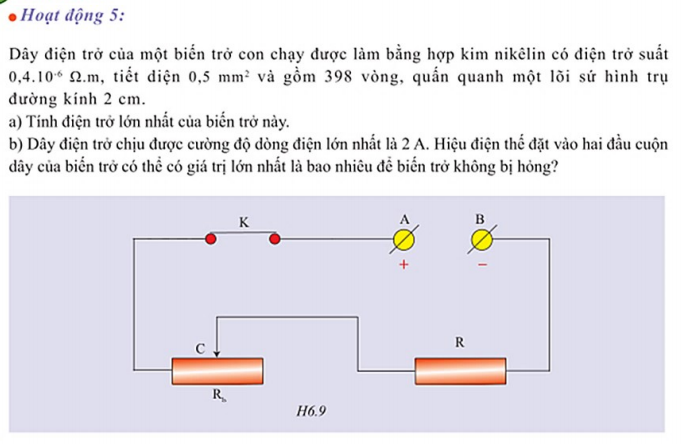 Hoạt động 5:
Dây điện trở của một biến trở con chạy được làm bằng hợp kim nikêlin có điện trở suất
0,4.10⁻⁶ Ω.m, tiết diện 0,5 mm² và gồm 398 vòng, quấn quanh một lõi sứ hình trụ
đường kính 2 cm.
a) Tính điện trở lớn nhất của biến trở này.
b) Dây điện trở chịu được cường độ dòng điện lớn nhất là 2 A. Hiệu điện thế đặt vào hai đầu cuộn
dây của biến trở có thể có giá trị lớn nhất là bao nhiêu để biến trở không bị hỏng?
K A B
+ −
C R
R_b
H6.9